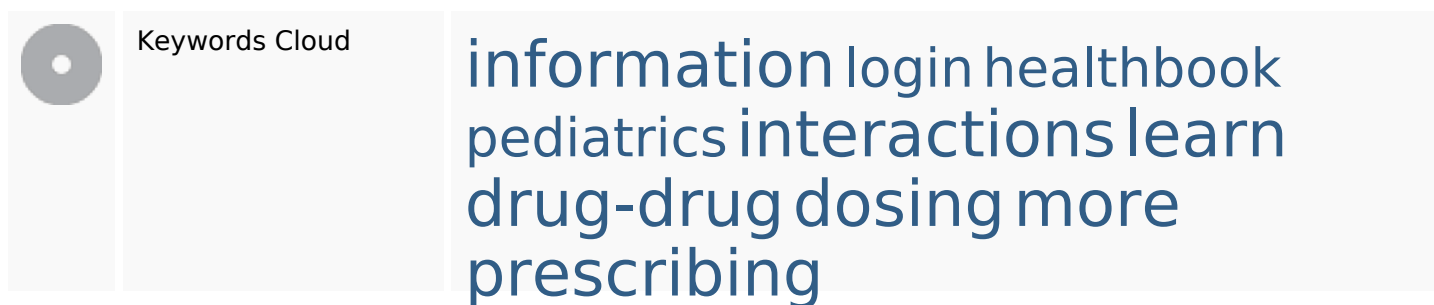 Keywords Cloud
information login healthbook
pediatrics interactions learn
drug-drug dosing more
prescribing